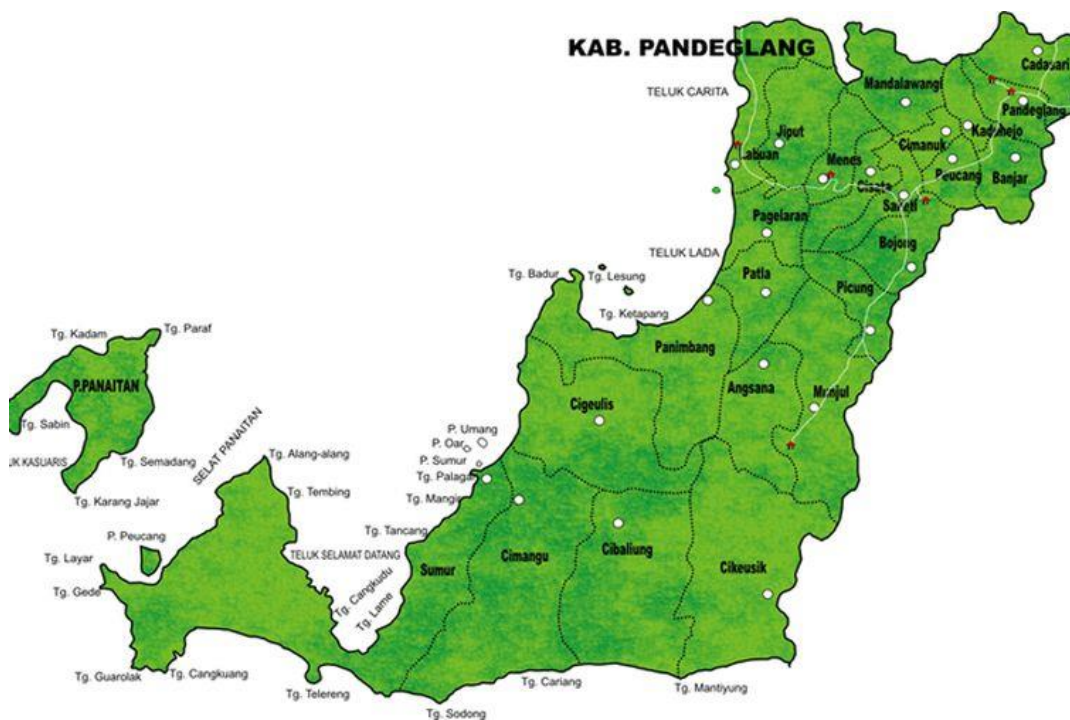 KAB. PANDEGLANG
Cadasari
Mandalawangi
TELUK CARITA
Pandeglang
Jiput
Cimanuk
Kaduhejo
Labuan
Menes
Cisata
Peucang
Banjar
Saketi
Pagelaran
TELUK LADA
Bojong
Patia
Picung
Tg. Badur
Tg. Lesung
Tg. Ketapang
Tg. Kadam
Tg. Paraf
Panimbang
P.PANAITAN
Angsana
Munjul
Cigeulis
Tg. Sabin
SELAT PANAITAN
P. Umang
P. Oar
P. Sumur
UK KASUARIS
Tg. Semadang
Tg. Alang-alang
Tg. Palagar
Tg. Karang Jajar
Tg. Tembing
Tg. Mangir
P. Peucang
Tg. Tancang
Tg. Layar
TELUK SELAMAT DATANG
Cimangu
Cibaliung
Sumur
Cikeusik
Tg. Gede
Tg. Cangkudu
Tg. Lame
Tg. Guarolak
Tg. Cangkuang
Tg. Telereng
Tg. Cariang
Tg. Mantiyung
Tg. Sodong